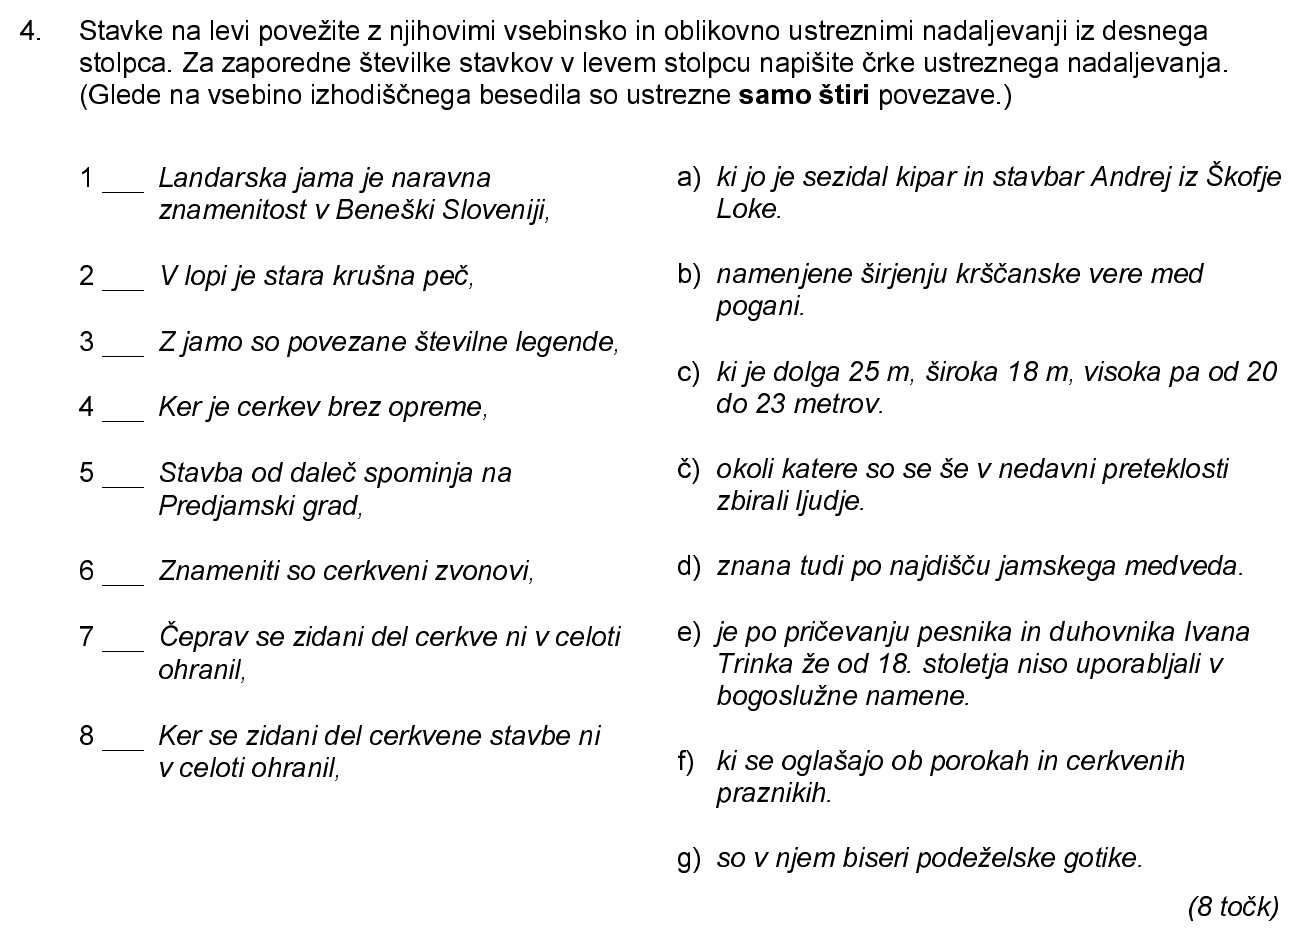 4. Stavke na levi povežite z njihovimi vsebinsko in oblikovno ustreznimi nadaljevanji iz desnega
stolpca. Za zaporedne številke stavkov v levem stolpcu napišite črke ustreznega nadaljevanja.
(Glede na vsebino izhodiščnega besedila so ustrezne samo štiri povezave.)
1 ___ Landarska jama je naravna
znamenitost v Beneški Sloveniji,
2 ___ V lopi je stara krušna peč,
3 ___ Z jamo so povezane številne legende,
4 ___ Ker je cerkev brez opreme,
5 ___ Stavba od daleč spominja na
Predjamski grad,
6 ___ Znameniti so cerkveni zvonovi,
7 ___ Čeprav se zidani del cerkve ni v celoti
ohranil,
8 ___ Ker se zidani del cerkvene stavbe ni
v celoti ohranil,
a) ki jo je sezidal kipar in stavbar Andrej iz Škofje
Loke.
b) namenjene širjenju krščanske vere med
pogani.
c) ki je dolga 25 m, široka 18 m, visoka pa od 20
do 23 metrov.
č) okoli katere so se še v nedavni preteklosti
zbirali ljudje.
d) znana tudi po najdišču jamskega medveda.
e) je po pričevanju pesnika in duhovnika Ivana
Trinka že od 18. stoletja niso uporabljali v
bogoslužne namene.
f) ki se oglašajo ob porokah in cerkvenih
praznikih.
g) so v njem biseri podeželske gotike.
(8 točk)